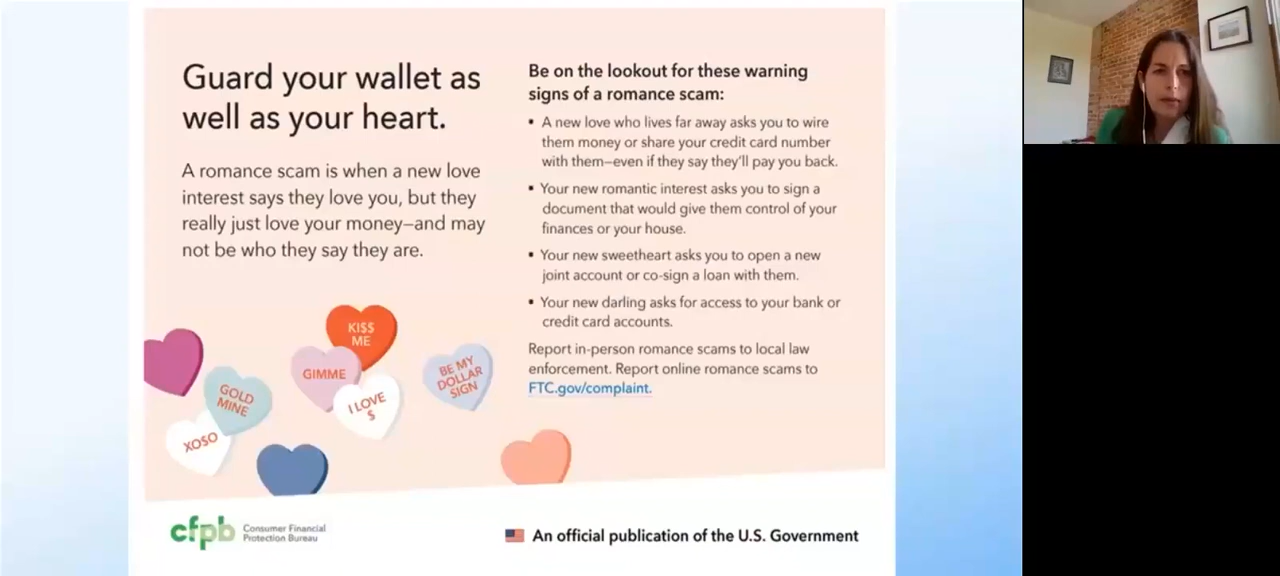 Guard your wallet as
well as your heart.
A romance scam is when a new love
interest says they love you, but they
really just love your money—and may
not be who they say they are.
KISS
ME
GIMME
I LOVE
$
BE MY
DOLLAR
SIGN
GOLD
MINE
XOSO
Be on the lookout for these warning
signs of a romance scam:
• A new love who lives far away asks you to wire
them money or share your credit card number
with them—even if they say they'll pay you back.
• Your new romantic interest asks you to sign a
document that would give them control of your
finances or your house.
• Your new sweetheart asks you to open a new
joint account or co-sign a loan with them.
• Your new darling asks for access to your bank or
credit card accounts.
Report in-person romance scams to local law
enforcement. Report online romance scams to
FTC.gov/complaint.
cfpb
Consumer Financial
Protection Bureau
An official publication of the U.S. Government